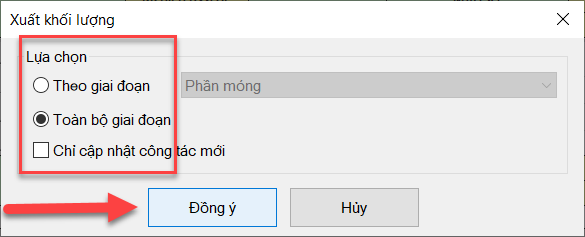 Xuất khối lượng
Lựa chọn
Theo giai đoạn
Phần móng
Toàn bộ giai đoạn
Chỉ cập nhật công tác mới
Đồng ý
Hủy